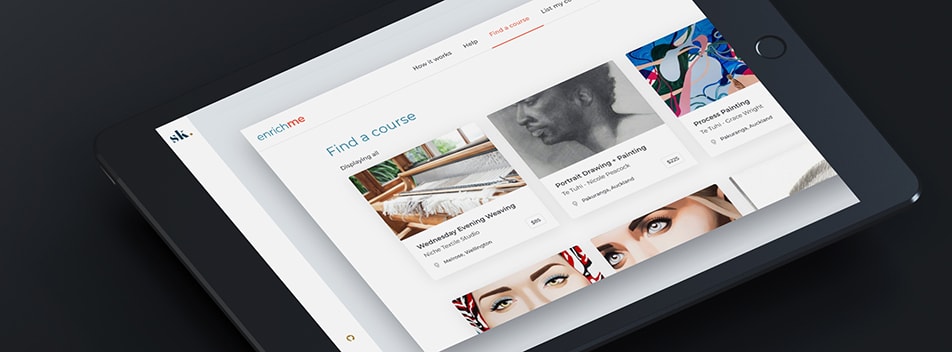 sk.
How it works
Help
Find a course
List my co
enrichme
Find a course
Displaying all
Wednesday Evening Weaving
$85
Niche Textile Studio
Melrose, Wellington
Portrait Drawing + Painting
$225
Te Tuhi - Nicole Peacock
Pakuranga, Auckland
Process Painting
Te Tuhi - Grace Wright
Pakuranga, Auckland